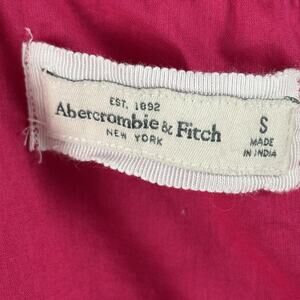 EST. 1892
Abercrombie & Fitch
NEW YORK
S
MADE
IN INDIA